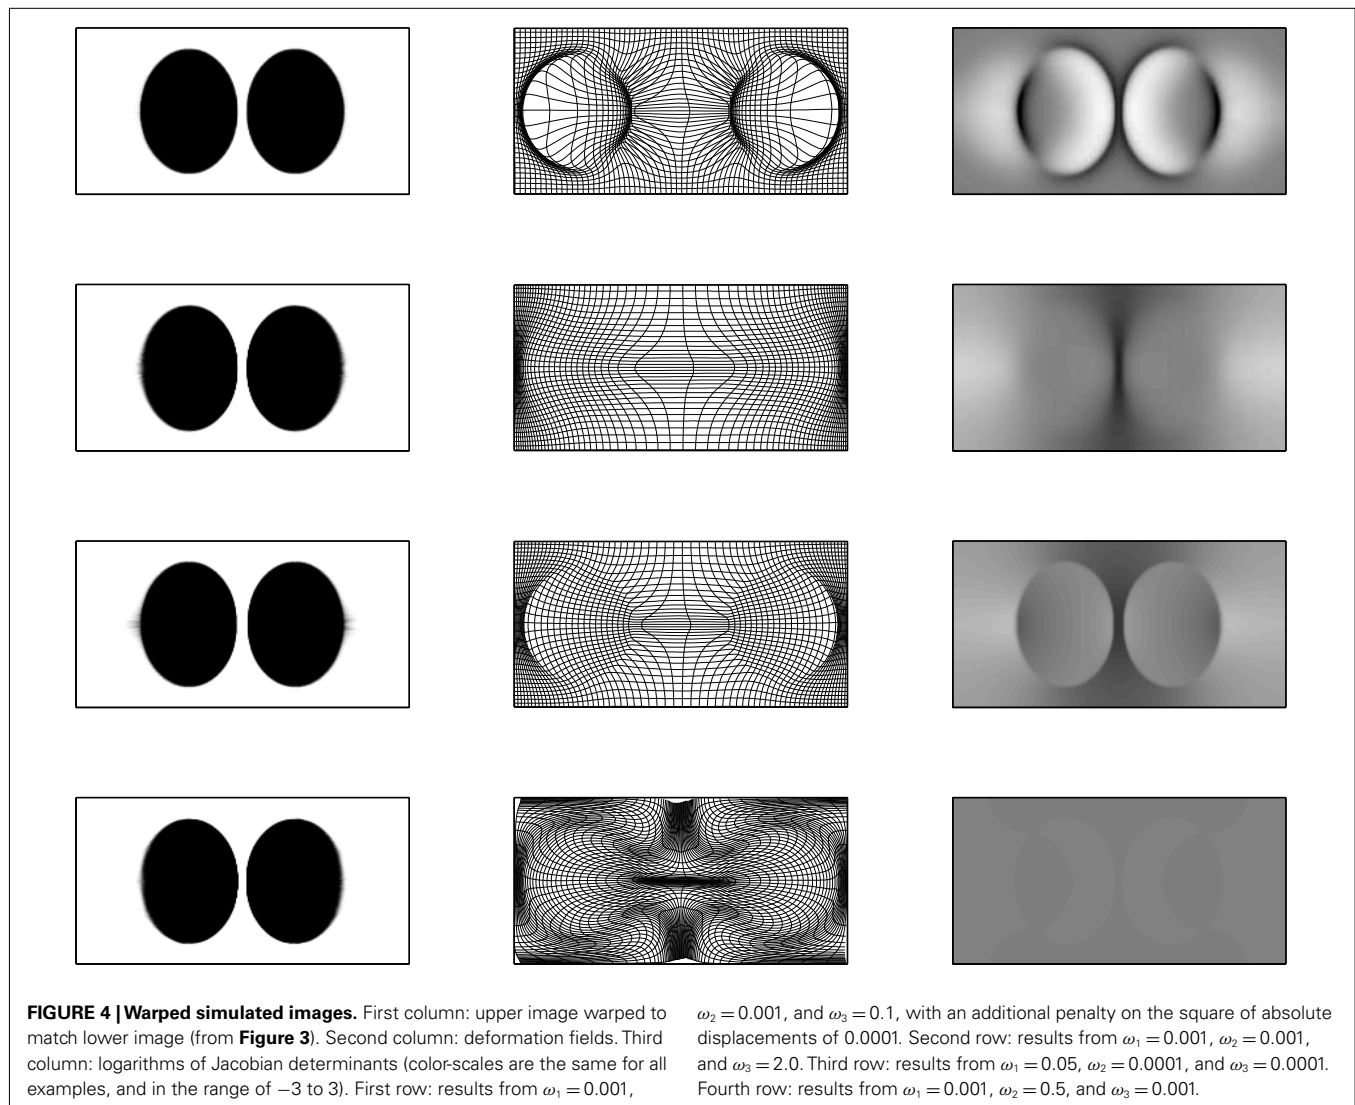 FIGURE 4 | Warped simulated images. First column: upper image warped to
match lower image (from Figure 3). Second column: deformation fields. Third
column: logarithms of Jacobian determinants (color-scales are the same for all
examples, and in the range of −3 to 3). First row: results from ω₁ = 0.001,
ω₂ = 0.001, and ω₃ = 0.1, with an additional penalty on the square of absolute
displacements of 0.0001. Second row: results from ω₁ = 0.001, ω₂ = 0.001,
and ω₃ = 2.0. Third row: results from ω₁ = 0.05, ω₂ = 0.0001, and ω₃ = 0.0001.
Fourth row: results from ω₁ = 0.001, ω₂ = 0.5, and ω₃ = 0.001.